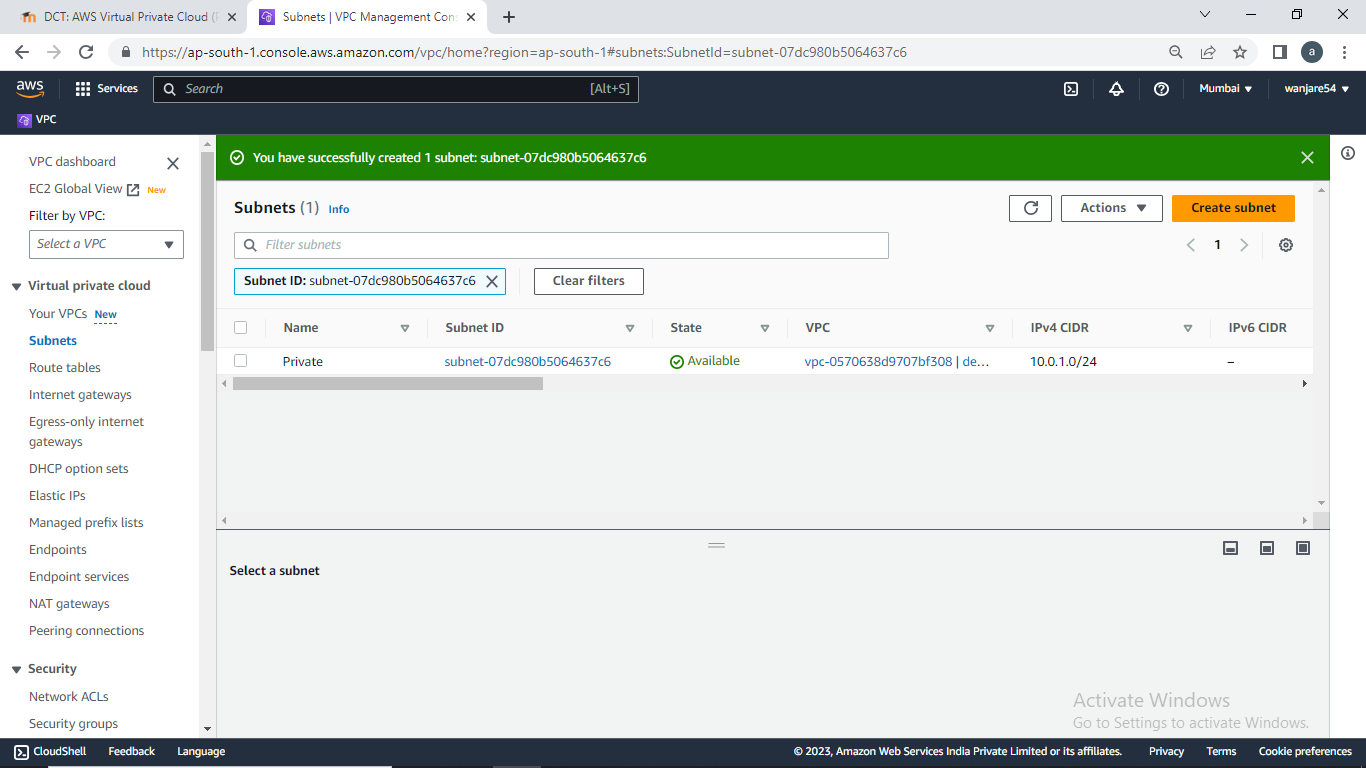 DCT: AWS Virtual Private Cloud (
Subnets | VPC Management Con
https://ap-south-1.console.aws.amazon.com/vpc/home?region=ap-south-1#subnets:SubnetId=subnet-07dc980b5064637c6
a
aws
Services
Search
[Alt+S]
Mumbai
wanjare54
VPC
VPC dashboard
EC2 Global View New
Filter by VPC:
Select a VPC
Virtual private cloud
Your VPCs New
Subnets
Route tables
Internet gateways
Egress-only internet
gateways
DHCP option sets
Elastic IPs
Managed prefix lists
Endpoints
Endpoint services
NAT gateways
Peering connections
Security
Network ACLs
Security groups
You have successfully created 1 subnet: subnet-07dc980b5064637c6
Subnets (1) Info
Actions
Create subnet
Filter subnets
1
Subnet ID: subnet-07dc980b5064637c6
Clear filters
Name Subnet ID State VPC IPv4 CIDR IPv6 CIDR
Private subnet-07dc980b5064637c6 Available vpc-0570638d9707bf308 | de... 10.0.1.0/24 –
Select a subnet
Activate Windows
Go to Settings to activate Windows.
CloudShell Feedback Language © 2023, Amazon Web Services India Private Limited or its affiliates. Privacy Terms Cookie preferences